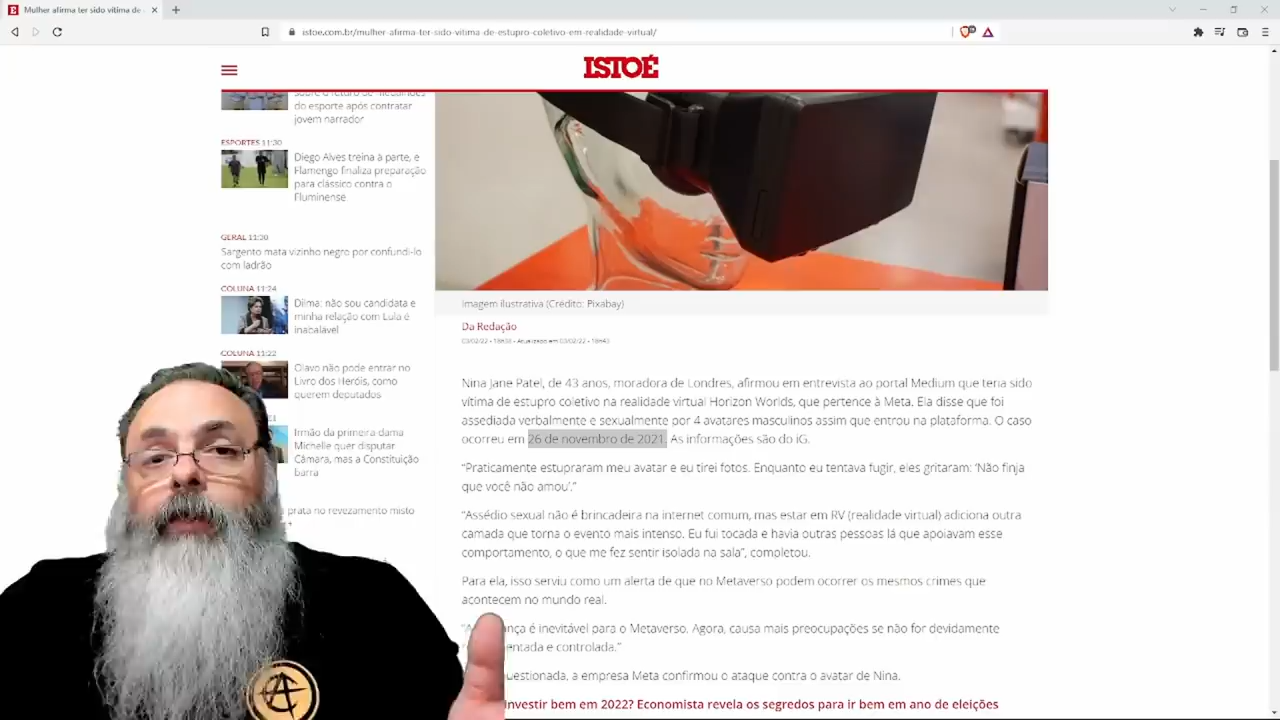 Mulher afirma ter sido vítima de
istoe.com.br/mulher-afirma-ter-sido-vitima-de-estupro-coletivo-em-realidade-virtual/
ISTOÉ
do esporte após contratar
jovem narrador
ESPORTES 11:30
Diego Alves treina à parte, e
Flamengo finaliza preparação
para clássico contra o
Fluminense
GERAL 11:30
Sargento mata vizinho negro por confundi-lo
com ladrão
COLUNA 11:24
Dilma: não sou candidata e
minha relação com Lula é
inabalável
COLUNA 11:22
Olavo não pode entrar no
Livro dos Heróis, como
querem deputados
Irmão da primeira dama
Michelle quer disputar
Câmara, mas a Constituição
barra
prata no revezamento misto
Imagem ilustrativa (Crédito: Pixabay)
Da Redação
03/02/22 - 18h38 - Atualizado em 03/02/22 - 18h43
Nina Jane Patel, de 43 anos, moradora de Londres, afirmou em entrevista ao portal Medium que teria sido
vítima de estupro coletivo na realidade virtual Horizon Worlds, que pertence à Meta. Ela disse que foi
assediada verbalmente e sexualmente por 4 avatares masculinos assim que entrou na plataforma. O caso
ocorreu em 26 de novembro de 2021. As informações são do iG.
“Praticamente estupraram meu avatar e eu tirei fotos. Enquanto eu tentava fugir, eles gritaram: ‘Não finja
que você não amou’.”
“Assédio sexual não é brincadeira na internet comum, mas estar em RV (realidade virtual) adiciona outra
camada que torna o evento mais intenso. Eu fui tocada e havia outras pessoas lá que apoiavam esse
comportamento, o que me fez sentir isolada na sala”, completou.
Para ela, isso serviu como um alerta de que no Metaverso podem ocorrer os mesmos crimes que
acontecem no mundo real.
é inevitável para o Metaverso. Agora, causa mais preocupações se não for devidamente
e controlada.”
a empresa Meta confirmou o ataque contra o avatar de Nina.
Investir bem em 2022? Economista revela os segredos para ir bem em ano de eleições